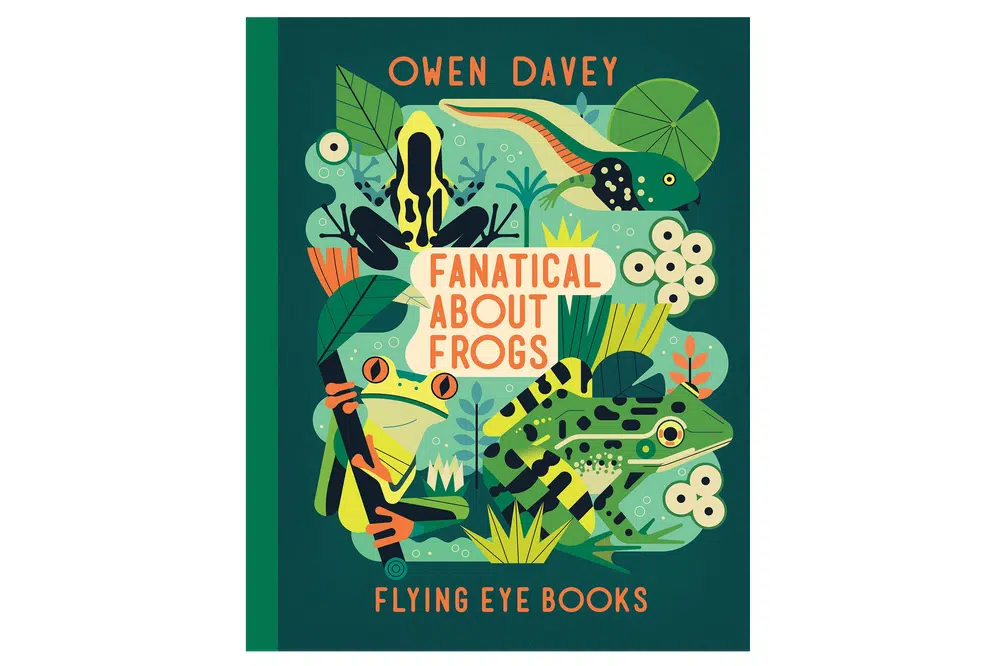 OWEN DAVEY
FANATICAL
ABOUT
FROGS
FLYING EYE BOOKS